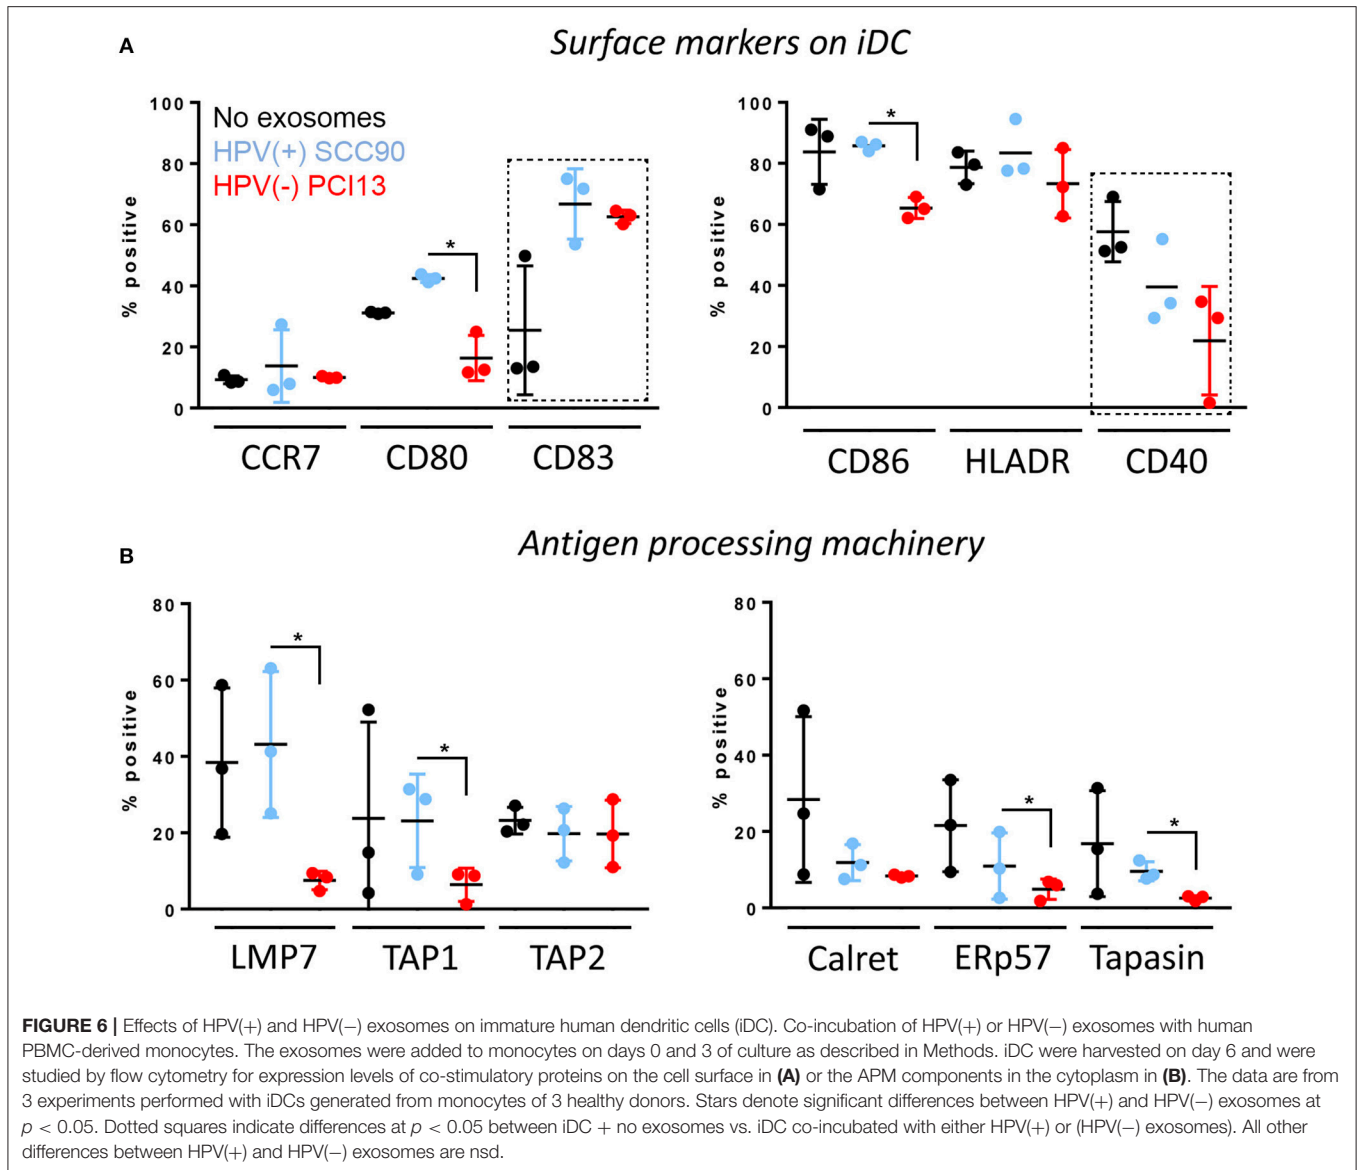 A
Surface markers on iDC
100
80
60
40
20
0
% positive
No exosomes
HPV(+) SCC90
HPV(-) PCI13
*
CCR7 CD80 CD83
100
80
60
40
20
0
% positive
*
CD86 HLADR CD40
B
Antigen processing machinery
80
60
40
20
0
% positive
*
*
LMP7 TAP1 TAP2
80
60
40
20
0
% positive
*
*
Calret ERp57 Tapasin
FIGURE 6 | Effects of HPV(+) and HPV(−) exosomes on immature human dendritic cells (iDC). Co-incubation of HPV(+) or HPV(−) exosomes with human
PBMC-derived monocytes. The exosomes were added to monocytes on days 0 and 3 of culture as described in Methods. iDC were harvested on day 6 and were
studied by flow cytometry for expression levels of co-stimulatory proteins on the cell surface in (A) or the APM components in the cytoplasm in (B). The data are from
3 experiments performed with iDCs generated from monocytes of 3 healthy donors. Stars denote significant differences between HPV(+) and HPV(−) exosomes at
p < 0.05. Dotted squares indicate differences at p < 0.05 between iDC + no exosomes vs. iDC co-incubated with either HPV(+) or (HPV(−) exosomes). All other
differences between HPV(+) and HPV(−) exosomes are nsd.